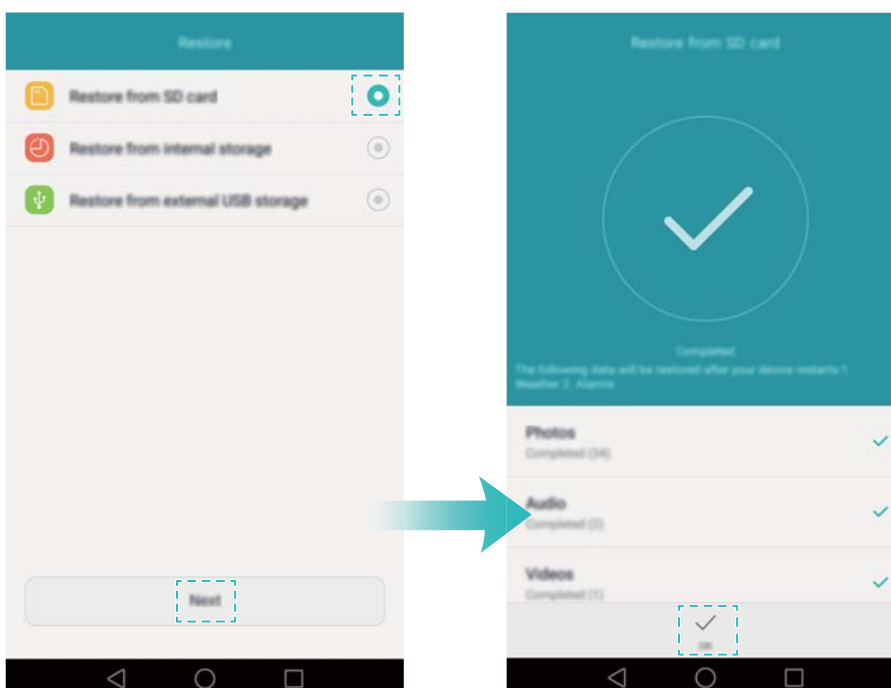 Restore
Restore from SD card
Restore from internal storage
Restore from external USB storage
Next
Restore from SD card
Completed
The following data will be restored after your device restarts:1.
Weather 2. Alarms
Photos
Completed (34)
Audio
Completed (2)
Videos
Completed (1)
OK